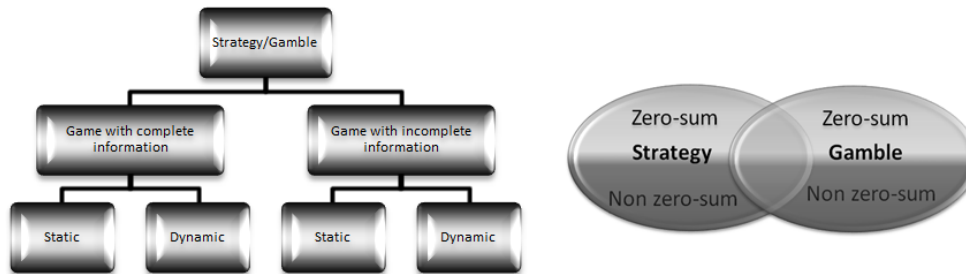 Strategy/Gamble
Game with complete
information
Game with incomplete
information
Static
Dynamic
Static
Dynamic
Zero-sum
Strategy
Non zero-sum
Zero-sum
Gamble
Non zero-sum